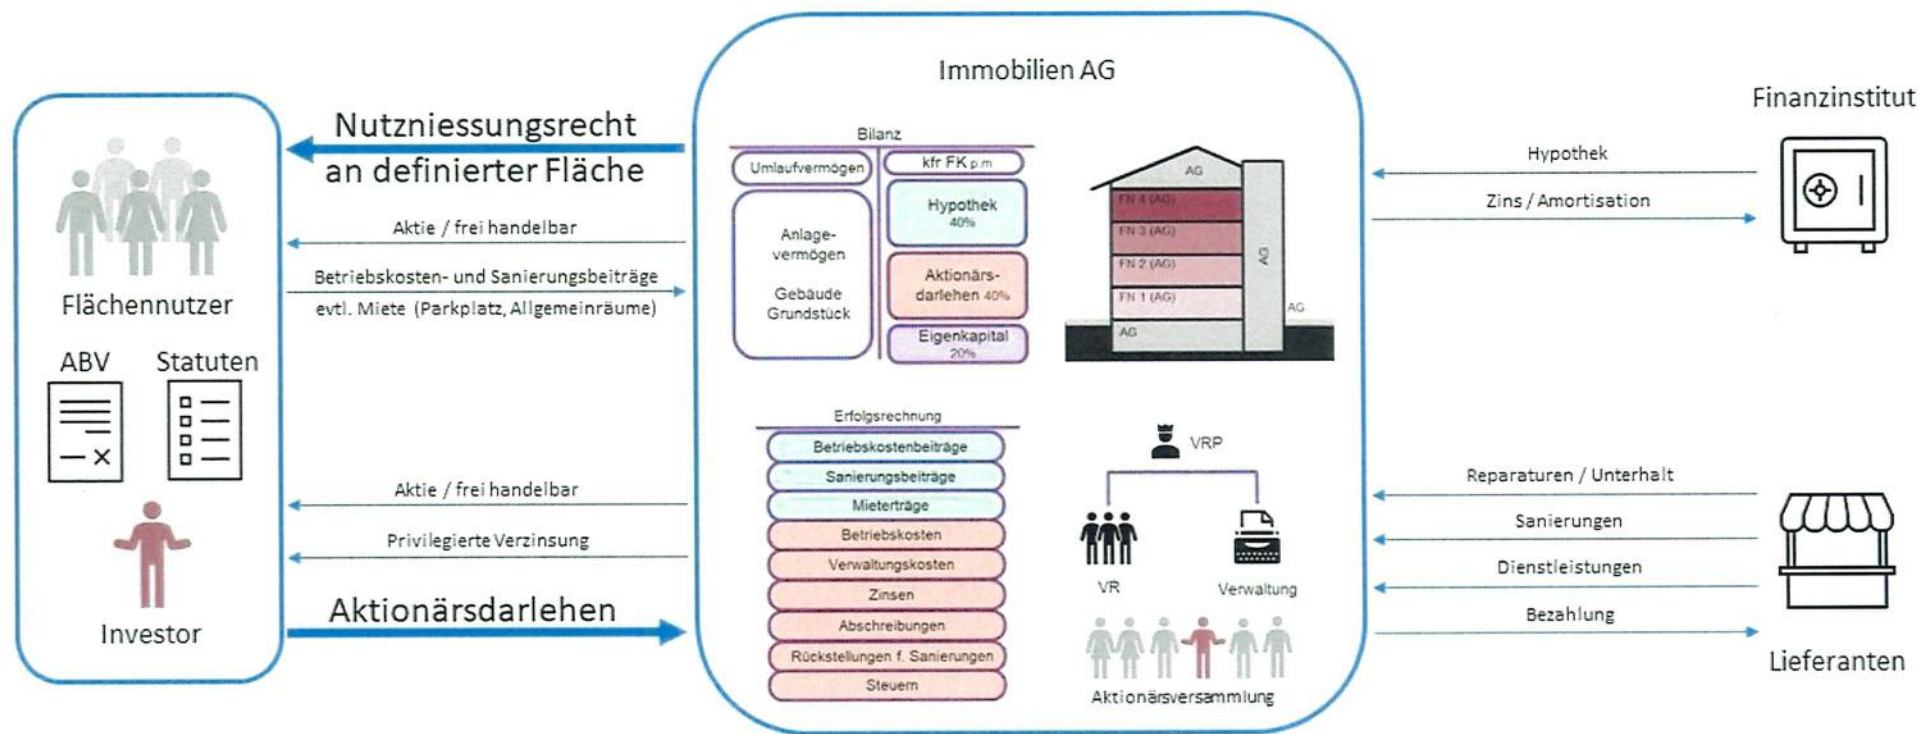 Immobilien AG
Nutzniessungsrecht
an definierter Fläche
Aktie / frei handelbar
Betriebskosten- und Sanierungsbeiträge
evtl. Miete (Parkplatz, Allgemeinräume)
Flächennutzer
ABV
Statuten
Aktie / frei handelbar
Privilegierte Verzinsung
Aktionärsdarlehen
Investor
Bilanz
Umlaufvermögen
kfr FK p.m
Anlage-
vermögen
Gebäude
Grundstück
Hypothek
40%
Aktionärs-
darlehen 40%
Eigenkapital
20%
AG
FN 4 (AG)
FN 3 (AG)
FN 2 (AG)
FN 1 (AG)
AG
AG
AG
Erfolgsrechnung
Betriebskostenbeiträge
Sanierungsbeiträge
Mieterträge
Betriebskosten
Verwaltungskosten
Zinsen
Abschreibungen
Rückstellungen f. Sanierungen
Steuern
VRP
VR
Verwaltung
Aktionärsversammlung
Finanzinstitut
Hypothek
Zins / Amortisation
Reparaturen / Unterhalt
Sanierungen
Dienstleistungen
Bezahlung
Lieferanten